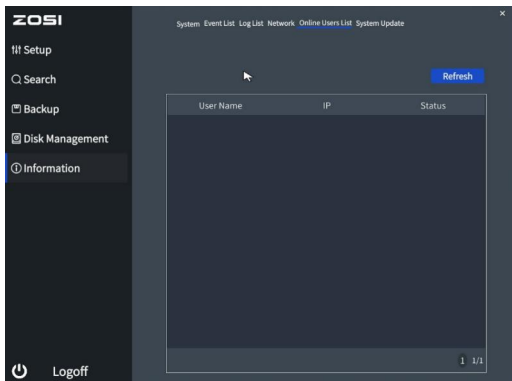 ZOSI
System Event List Log List Network Online Users List System Update
×
Setup
Search
Backup
Disk Management
Information
Refresh
User Name IP Status
1 1/1
Logoff